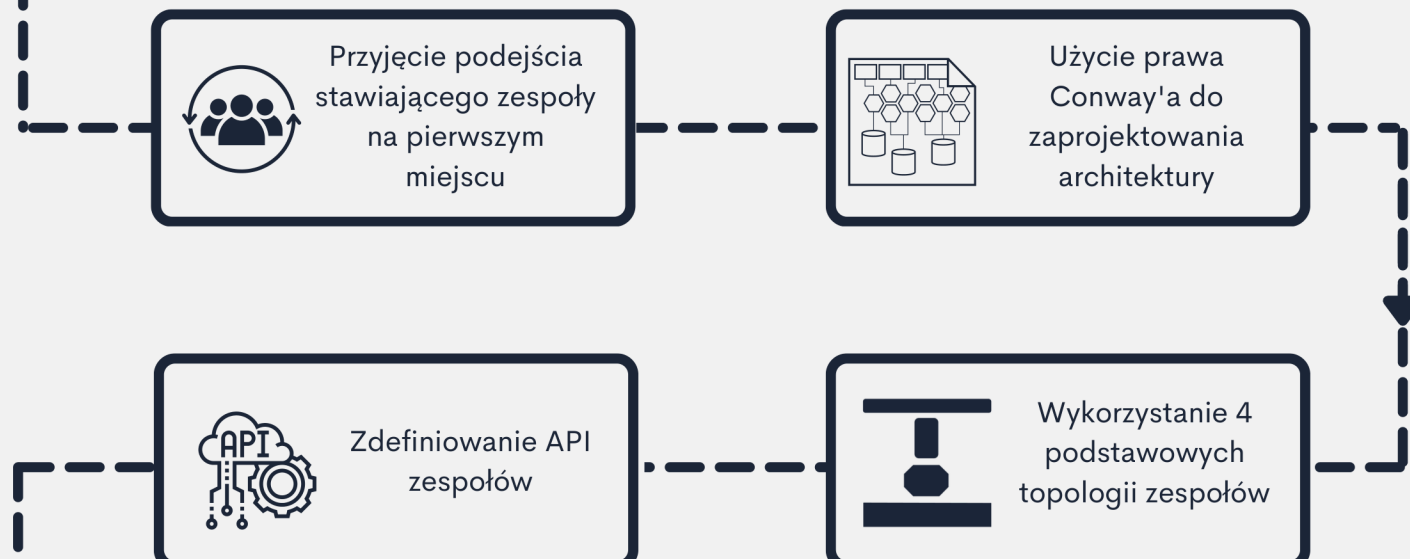 Przyjęcie podejścia
stawiającego zespoły
na pierwszym
miejscu
Użycie prawa
Conway'a do
zaprojektowania
architektury
Wykorzystanie 4
podstawowych
topologii zespołów
API
Zdefiniowanie API
zespołów